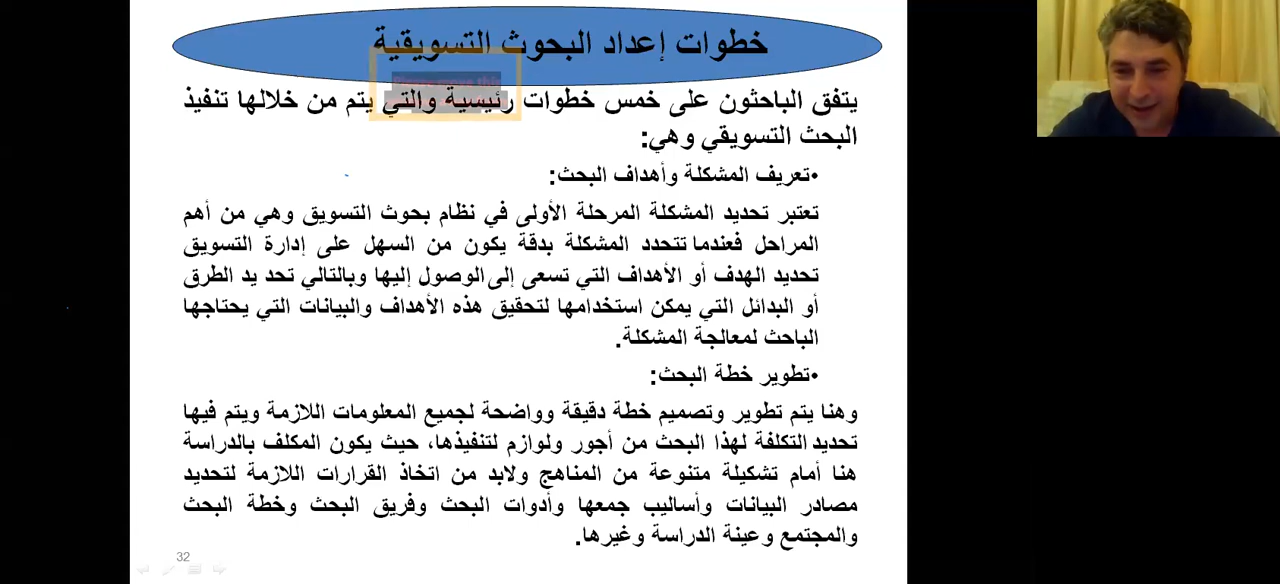 خطوات إعداد البحوث التسويقية
يتفق الباحثون على خمس خطوات رئيسية والتي يتم من خلالها تنفيذ
البحث التسويقي وهي:
•تعريف المشكلة وأهداف البحث:
تعتبر تحديد المشكلة المرحلة الأولى في نظام بحوث التسويق وهي من أهم
المراحل فعندما تتحدد المشكلة بدقة يكون من السهل على إدارة التسويق
تحديد الهدف أو الأهداف التي تسعى إلى الوصول إليها وبالتالي تحد يد الطرق
أو البدائل التي يمكن استخدامها لتحقيق هذه الأهداف والبيانات التي يحتاجها
الباحث لمعالجة المشكلة.
•تطوير خطة البحث:
وهنا يتم تطوير وتصميم خطة دقيقة وواضحة لجميع المعلومات اللازمة ويتم فيها
تحديد التكلفة لهذا البحث من أجور ولوازم لتنفيذها، حيث يكون المكلف بالدراسة
هنا أمام تشكيلة متنوعة من المناهج ولابد من اتخاذ القرارات اللازمة لتحديد
مصادر البيانات وأساليب جمعها وأدوات البحث وفريق البحث وخطة البحث
والمجتمع وعينة الدراسة وغيرها.
32